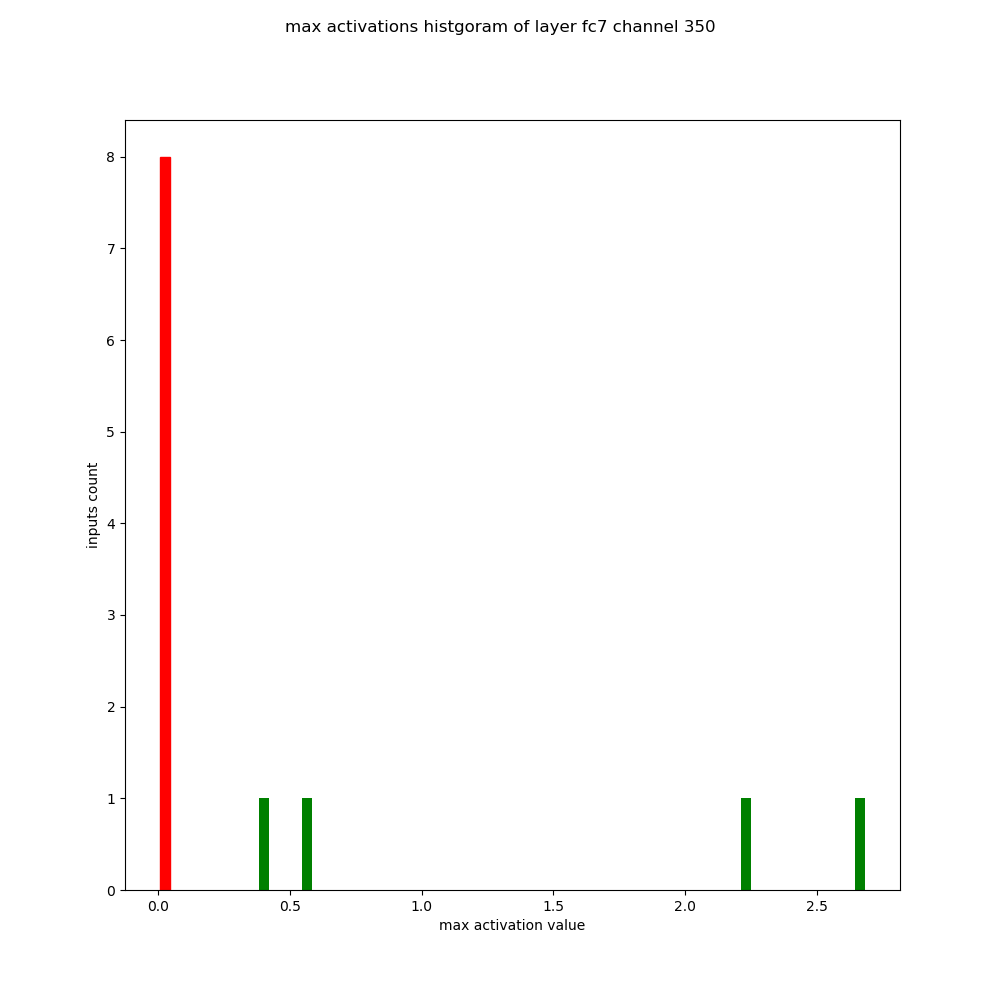 max activations histgoram of layer fc7 channel 350
8
7
6
5
4
3
2
1
0
inputs count
0.0 0.5 1.0 1.5 2.0 2.5
max activation value